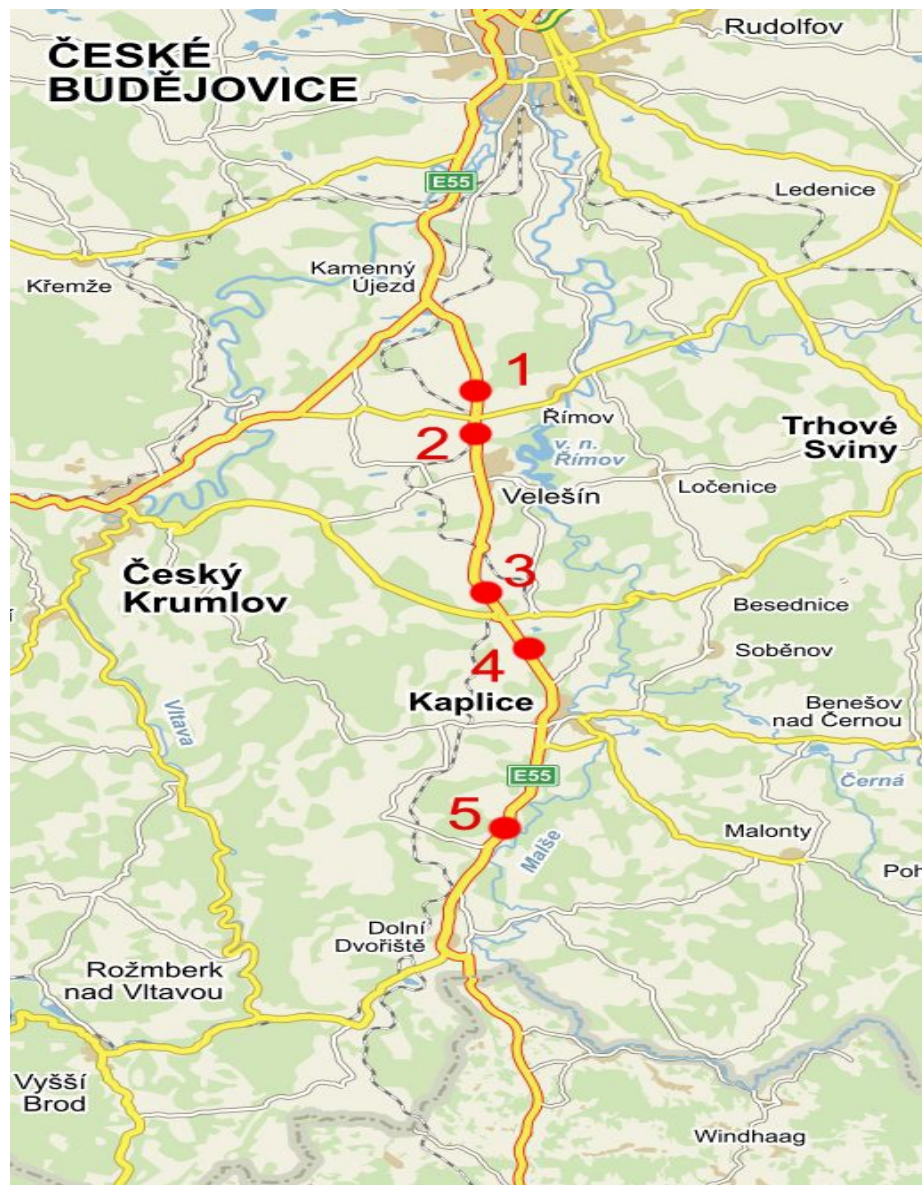 Rudolfov
ČESKÉ
BUDĚJOVICE
E55
Ledenice
Kamenný
Újezd
Křemže
1
Římov
2
v. n.
Římov
Trhové
Sviny
Velešín
Ločenice
3
Český
Krumlov
Besednice
Soběnov
4
Kaplice
Benešov
nad Černou
Vltava
E55
Černá
5
Malše
Malonty
Poh
Dolní
Dvořiště
Rožmberk
nad Vltavou
Vyšší
Brod
Windhaag